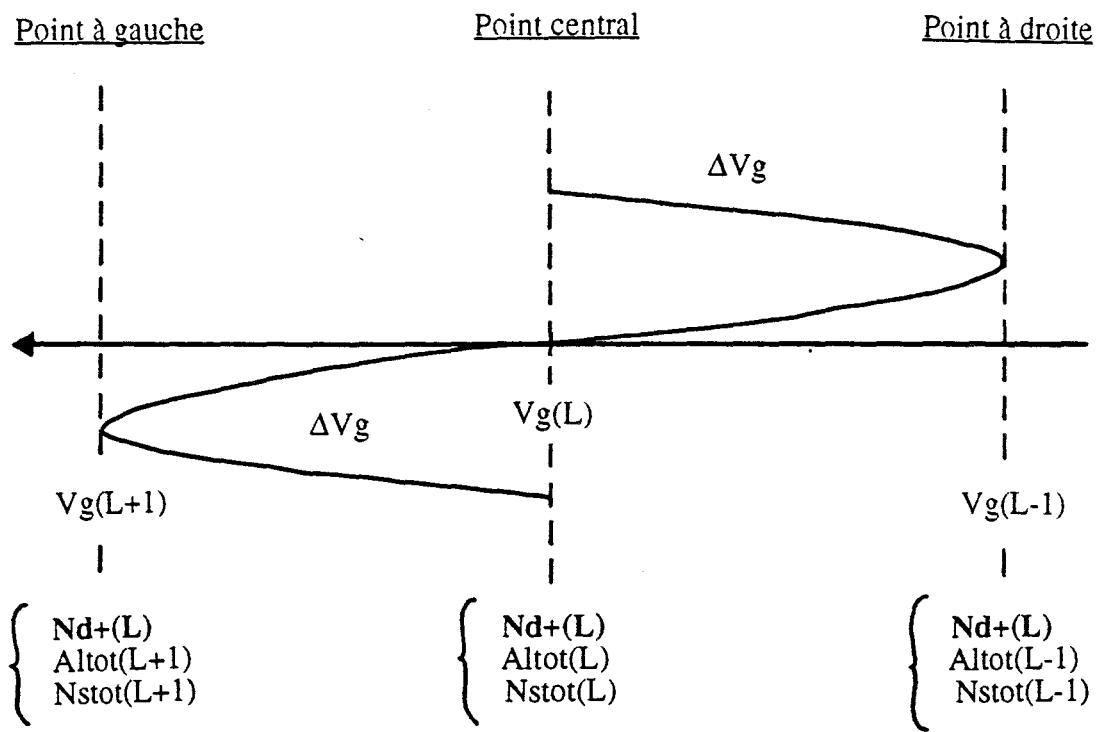 Point à gauche
Point central
Point à droite
ΔVg
ΔVg
Vg(L)
Vg(L+1)
Vg(L-1)
Nd+(L)
Altot(L+1)
Nstot(L+1)
Nd+(L)
Altot(L)
Nstot(L)
Nd+(L)
Altot(L-1)
Nstot(L-1)